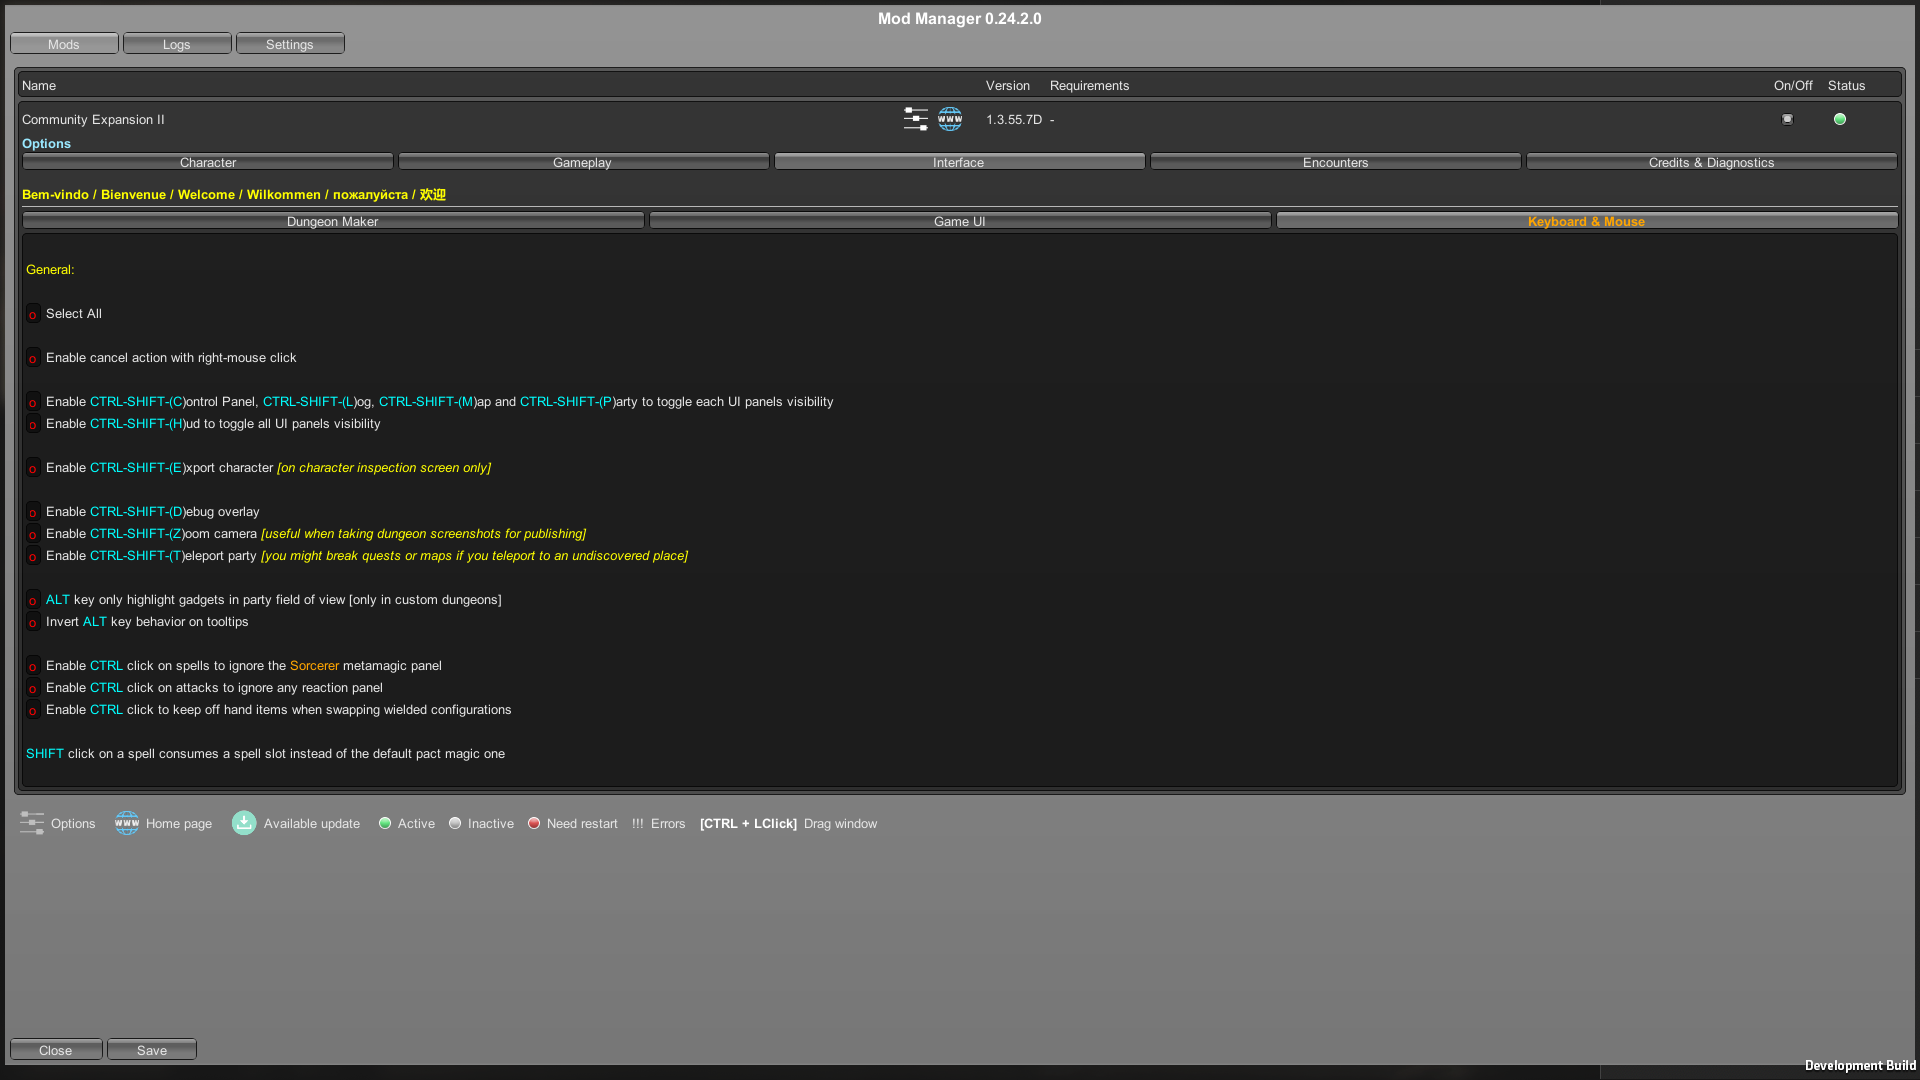 Mod Manager 0.24.2.0
Mods Logs Settings
Name Version Requirements On/Off Status
Community Expansion II WWW 1.3.55.7D -
Options
Character Gameplay Interface Encounters Credits & Diagnostics
Bem-vindo / Bienvenue / Welcome / Wilkommen / пожалуйста / 欢迎
Dungeon Maker Game UI Keyboard & Mouse
General:
o Select All
o Enable cancel action with right-mouse click
o Enable CTRL-SHIFT-(C)ontrol Panel, CTRL-SHIFT-(L)og, CTRL-SHIFT-(M)ap and CTRL-SHIFT-(P)arty to toggle each UI panels visibility
o Enable CTRL-SHIFT-(H)ud to toggle all UI panels visibility
o Enable CTRL-SHIFT-(E)xport character [on character inspection screen only]
o Enable CTRL-SHIFT-(D)ebug overlay
o Enable CTRL-SHIFT-(Z)oom camera [useful when taking dungeon screenshots for publishing]
o Enable CTRL-SHIFT-(T)eleport party [you might break quests or maps if you teleport to an undiscovered place]
o ALT key only highlight gadgets in party field of view [only in custom dungeons]
o Invert ALT key behavior on tooltips
o Enable CTRL click on spells to ignore the Sorcerer metamagic panel
o Enable CTRL click on attacks to ignore any reaction panel
o Enable CTRL click to keep off hand items when swapping wielded configurations
SHIFT click on a spell consumes a spell slot instead of the default pact magic one
Options WWW Home page Available update Active Inactive Need restart !!! Errors [CTRL + LClick] Drag window
Close Save
Development Build